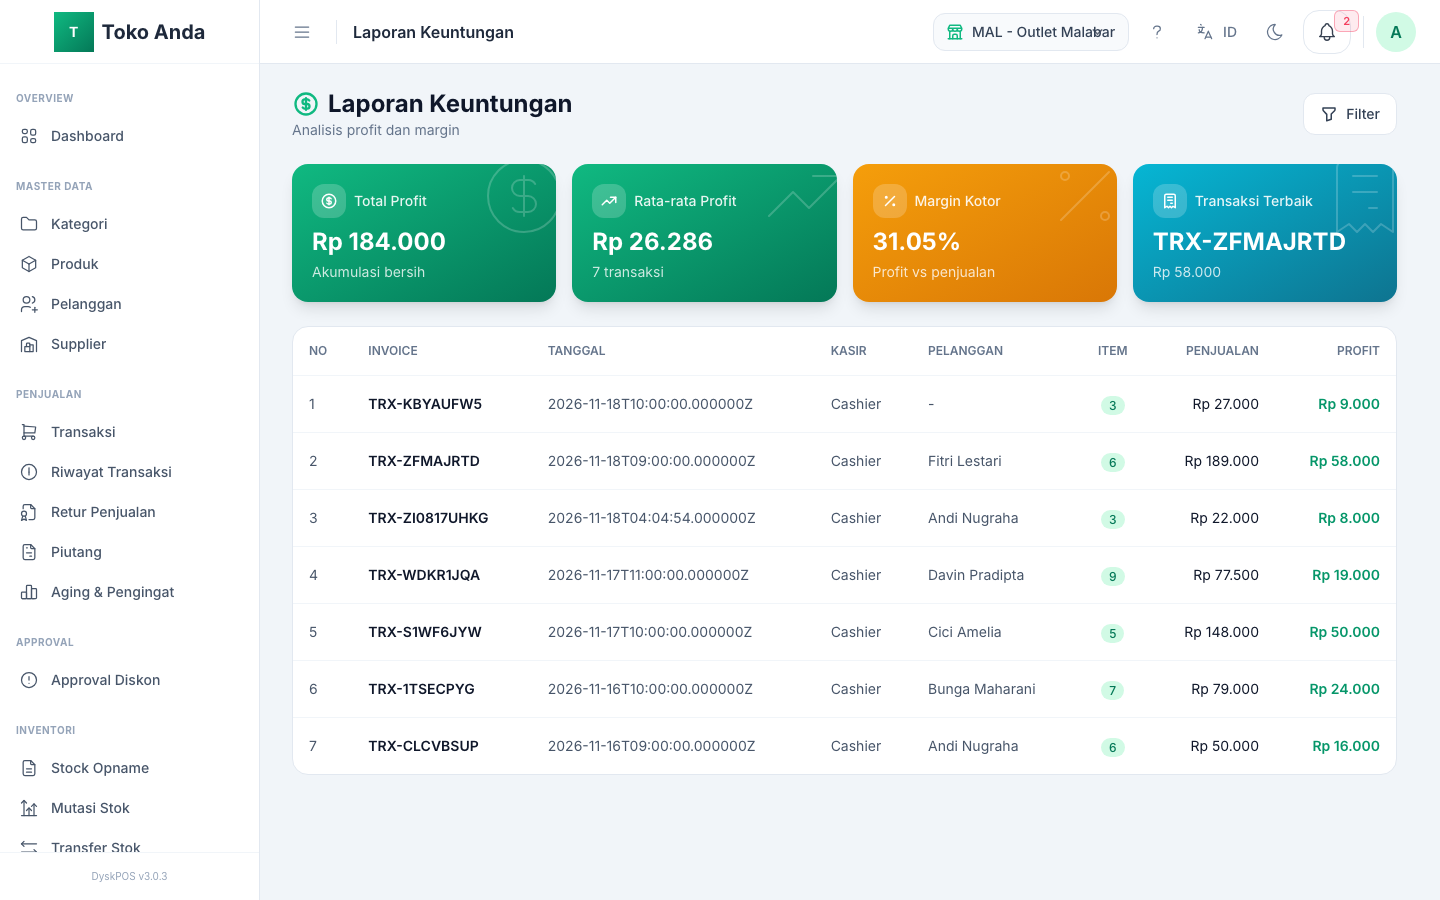 T Toko Anda
Laporan Keuntungan
MAL - Outlet Malabar
? ID
2
A
OVERVIEW
Dashboard
MASTER DATA
Kategori
Produk
Pelanggan
Supplier
PENJUALAN
Transaksi
Riwayat Transaksi
Retur Penjualan
Piutang
Aging & Pengingat
APPROVAL
Approval Diskon
INVENTORI
Stock Opname
Mutasi Stok
Transfer Stok
DyskPOS v3.0.3
Laporan Keuntungan
Analisis profit dan margin
Filter
Total Profit
Rp 184.000
Akumulasi bersih
Rata-rata Profit
Rp 26.286
7 transaksi
Margin Kotor
31.05%
Profit vs penjualan
Transaksi Terbaik
TRX-ZFMAJRTD
Rp 58.000
NO INVOICE TANGGAL KASIR PELANGGAN ITEM PENJUALAN PROFIT
1 TRX-KBYAUFW5 2026-11-18T10:00:00.000000Z Cashier - 3 Rp 27.000 Rp 9.000
2 TRX-ZFMAJRTD 2026-11-18T09:00:00.000000Z Cashier Fitri Lestari 6 Rp 189.000 Rp 58.000
3 TRX-ZI0817UHKG 2026-11-18T04:04:54.000000Z Cashier Andi Nugraha 3 Rp 22.000 Rp 8.000
4 TRX-WDKR1JQA 2026-11-17T11:00:00.000000Z Cashier Davin Pradipta 9 Rp 77.500 Rp 19.000
5 TRX-S1WF6JYW 2026-11-17T10:00:00.000000Z Cashier Cici Amelia 5 Rp 148.000 Rp 50.000
6 TRX-1TSECPYG 2026-11-16T10:00:00.000000Z Cashier Bunga Maharani 7 Rp 79.000 Rp 24.000
7 TRX-CLCVBSUP 2026-11-16T09:00:00.000000Z Cashier Andi Nugraha 6 Rp 50.000 Rp 16.000